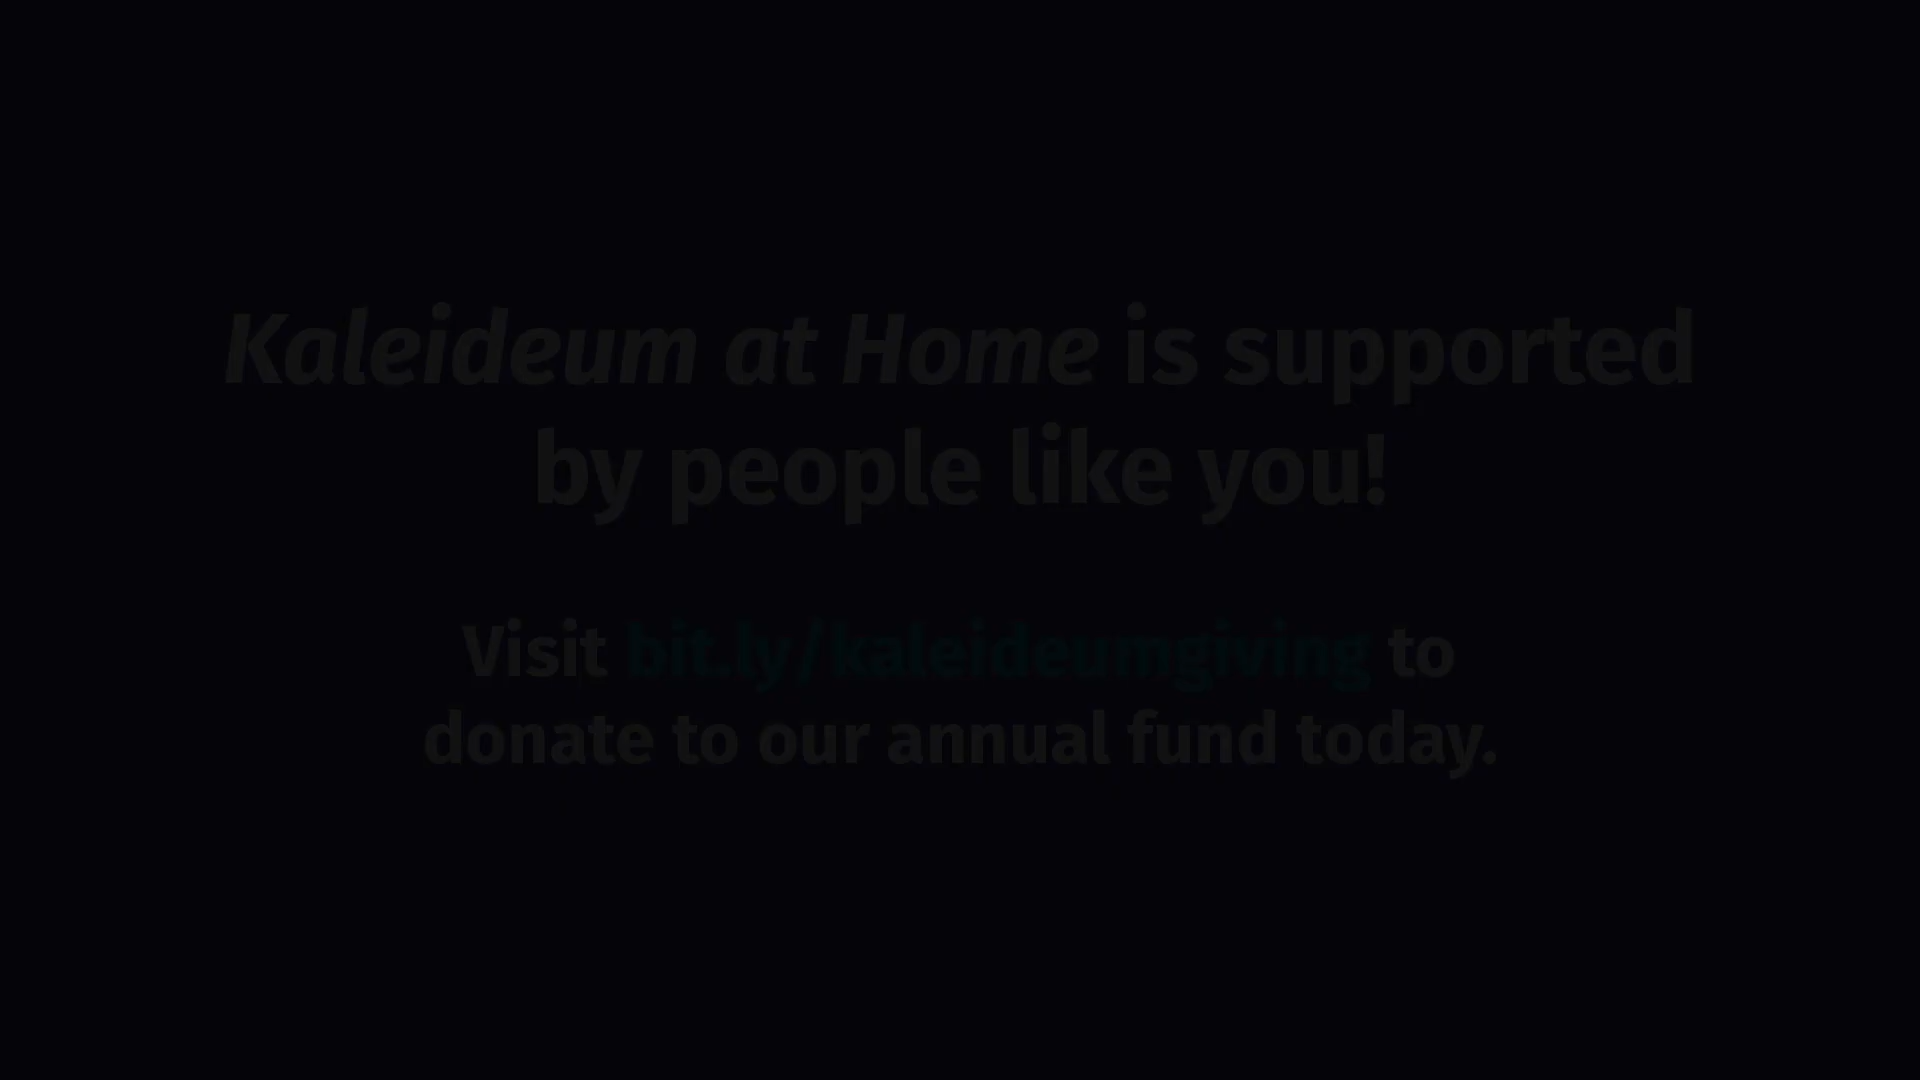 Kaleideum at Home is supported
by people like you!
Visit bit.ly/kaleideumgiving to
donate to our annual fund today.